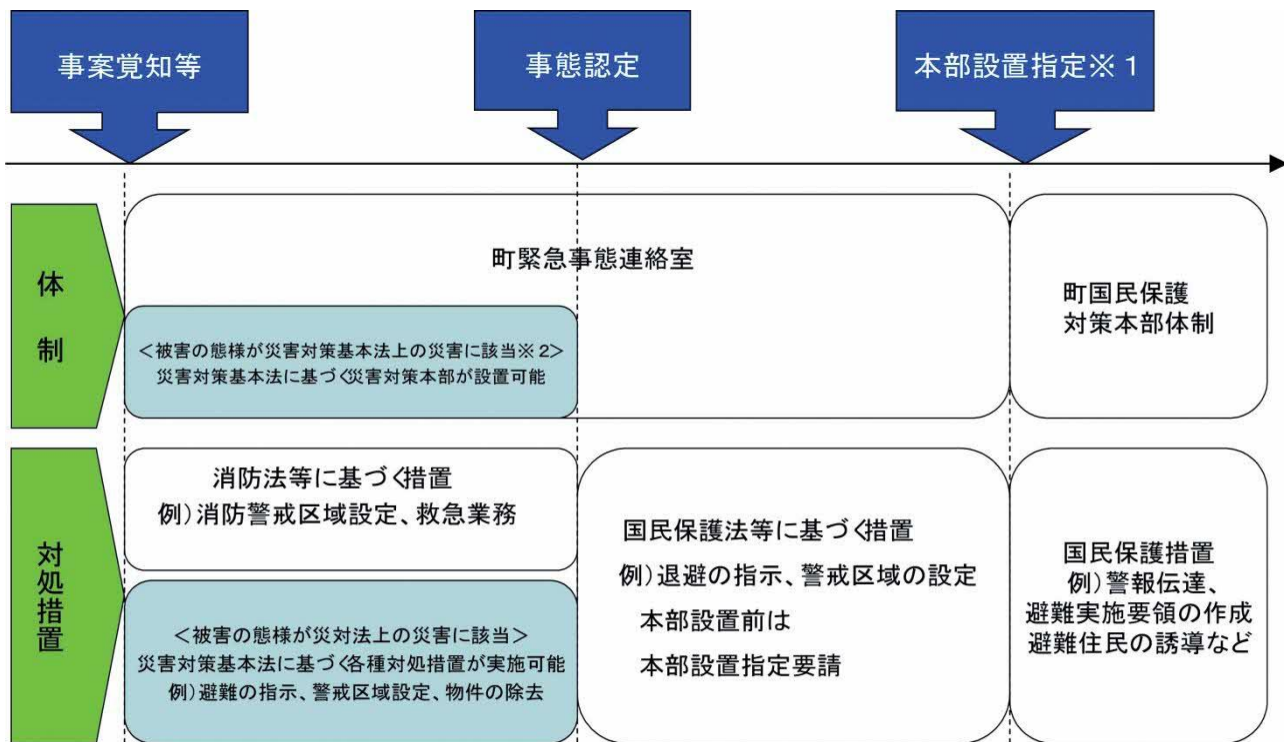 事案覚知等
事態認定
本部設置指定※1
体
制
町緊急事態連絡室
＜被害の態様が災害対策基本法上の災害に該当※2＞
災害対策基本法に基づく災害対策本部が設置可能
町国民保護
対策本部体制
対
処
措
置
消防法等に基づく措置
例)消防警戒区域設定、救急業務
＜被害の態様が災対法上の災害に該当＞
災害対策基本法に基づく各種対処措置が実施可能
例)避難の指示、警戒区域設定、物件の除去
国民保護法等に基づく措置
例)退避の指示、警戒区域の設定
本部設置前は
本部設置指定要請
国民保護措置
例)警報伝達、
避難実施要領の作成
避難住民の誘導など